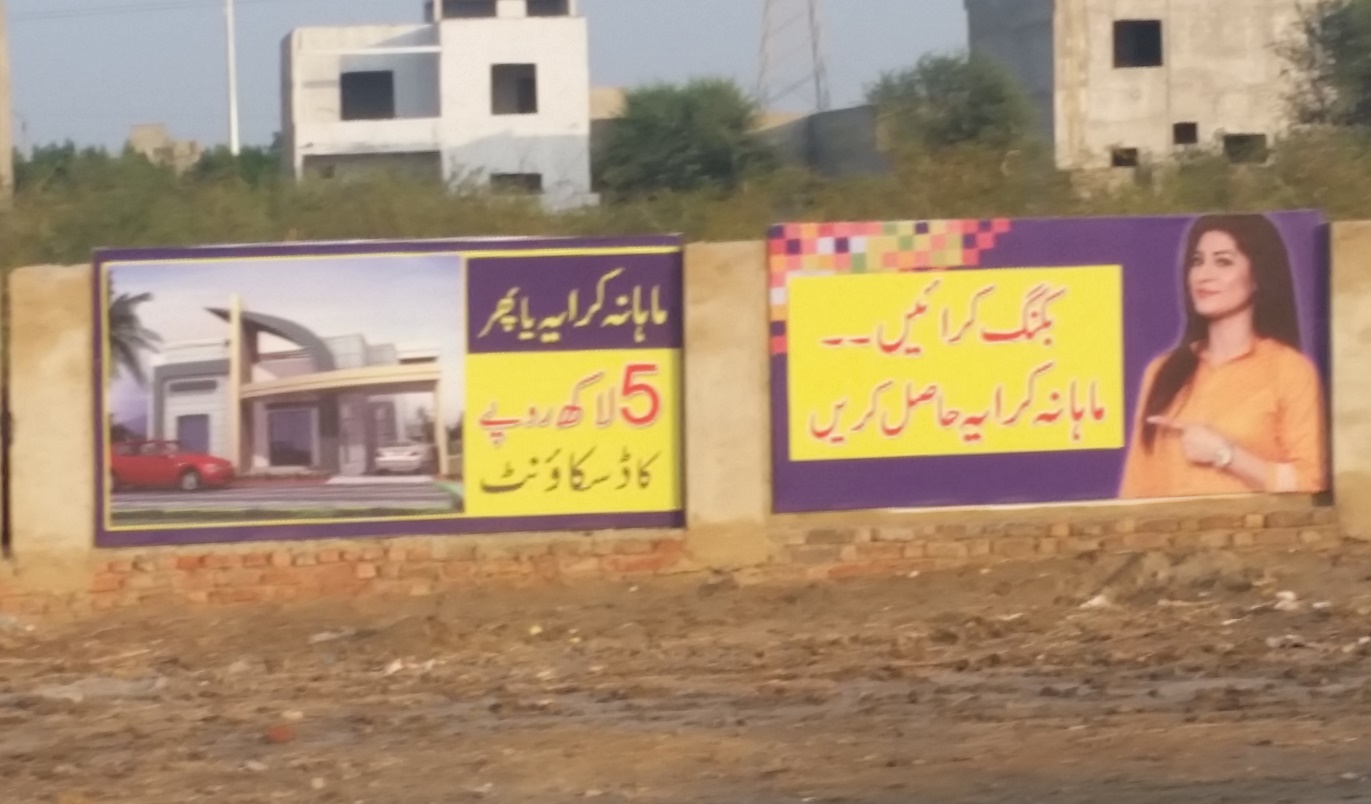 ماہانہ کرایہ یا پھر
5 لاکھ روپے
کا ڈسکاؤنٹ
بکنگ کرائیں۔۔
ماہانہ کرایہ حاصل کریں